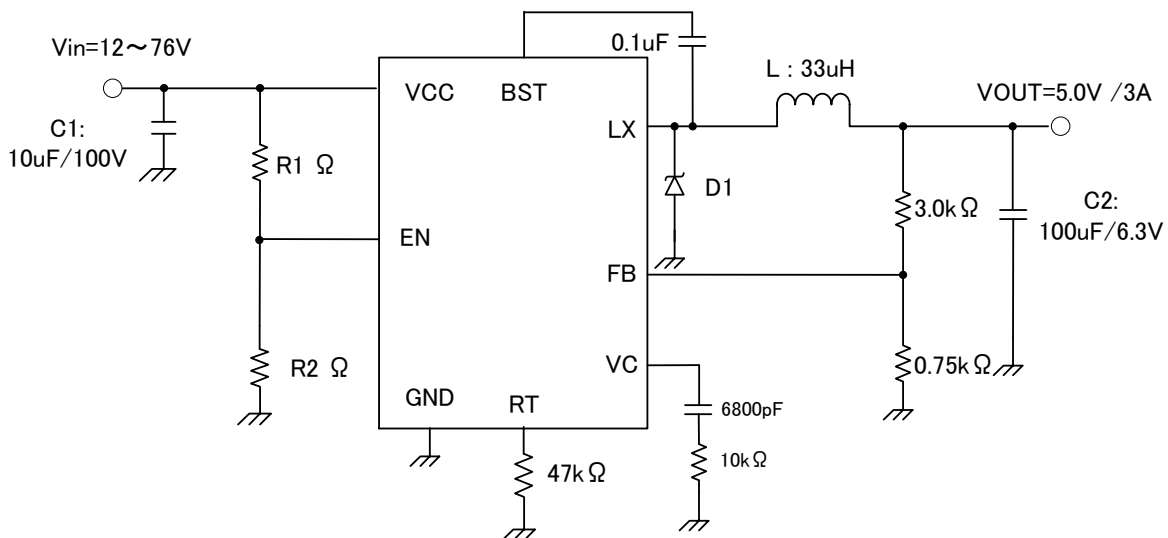 Vin=12～76V
0.1uF
L : 33uH
VOUT=5.0V /3A
VCC
BST
LX
C1:
10uF/100V
R1 Ω
D1
3.0kΩ
C2:
100uF/6.3V
EN
FB
R2 Ω
VC
0.75kΩ
GND
RT
6800pF
47kΩ
10kΩ